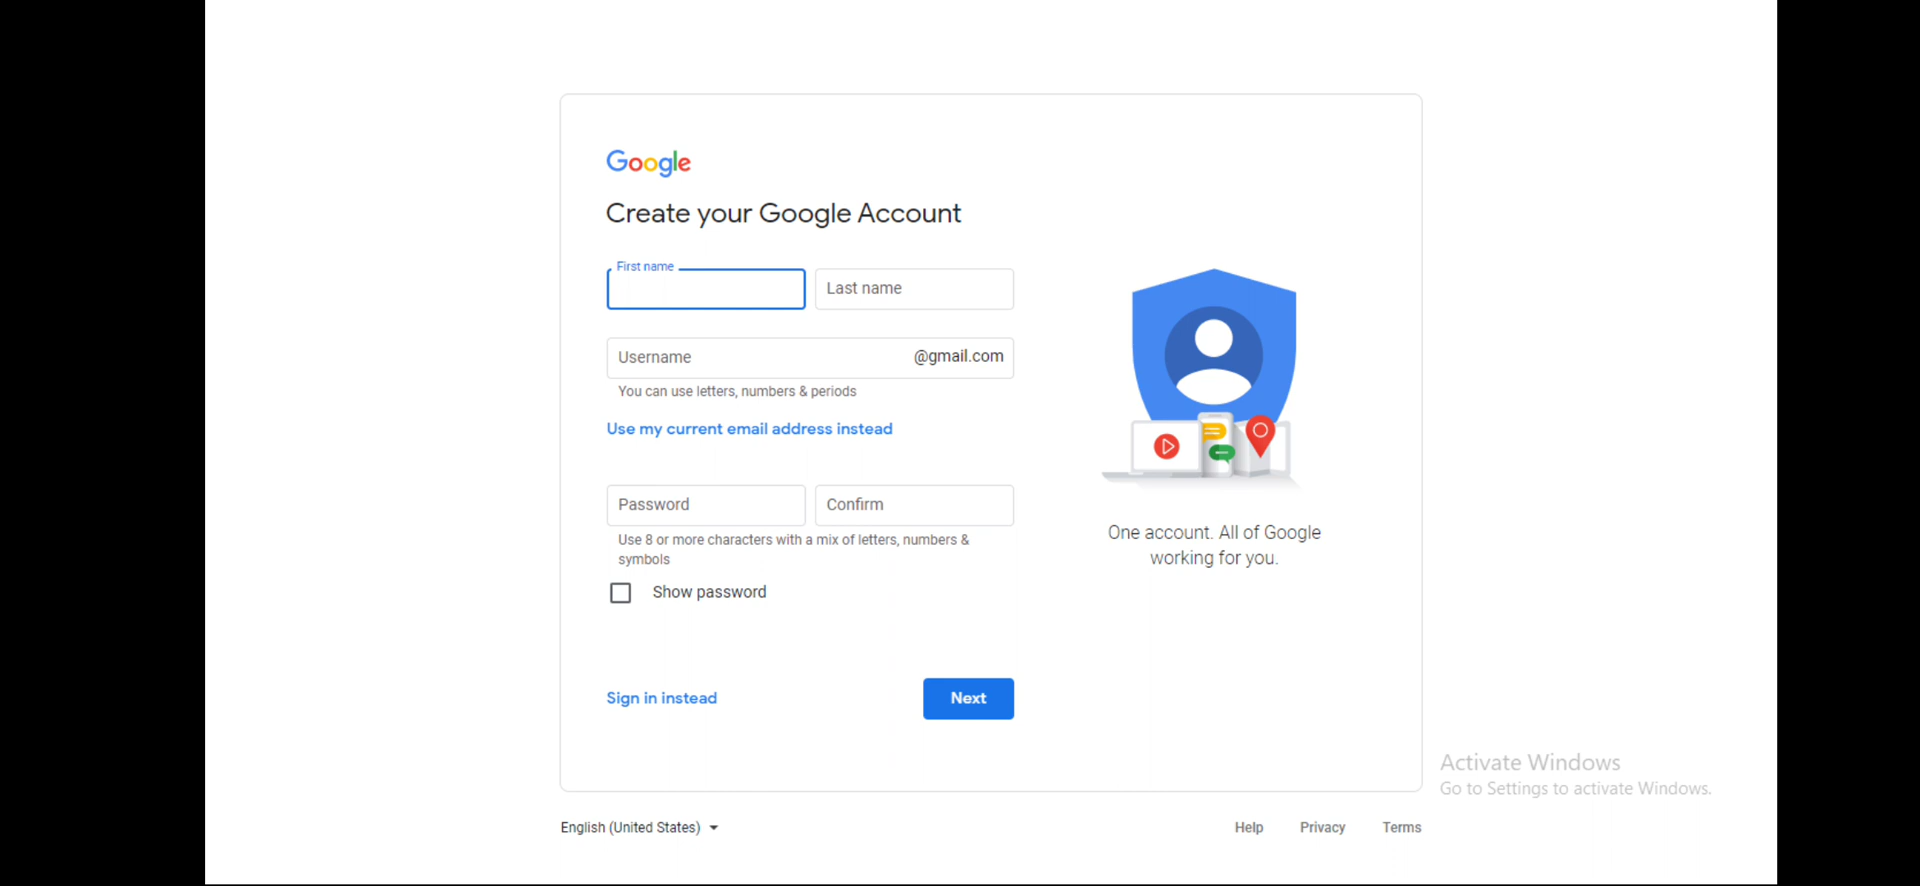 Google
Create your Google Account
First name
Last name
Username @gmail.com
You can use letters, numbers & periods
Use my current email address instead
Password
Confirm
Use 8 or more characters with a mix of letters, numbers &
symbols
Show password
One account. All of Google
working for you.
Sign in instead
Next
Activate Windows
Go to Settings to activate Windows.
English (United States)
Help
Privacy
Terms